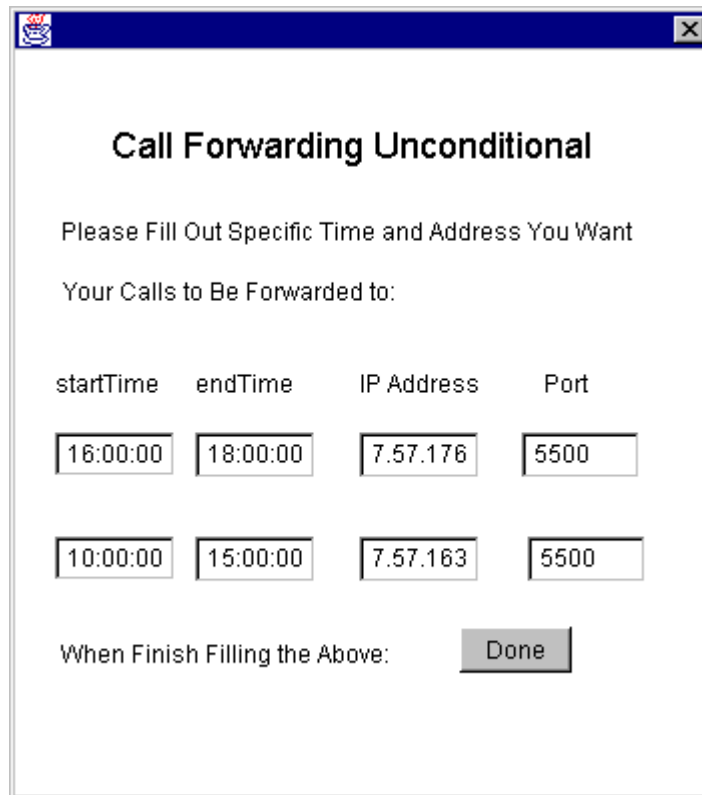 Call Forwarding Unconditional
Please Fill Out Specific Time and Address You Want
Your Calls to Be Forwarded to:
startTime endTime IP Address Port
16:00:00 18:00:00 7.57.176 5500
10:00:00 15:00:00 7.57.163 5500
When Finish Filling the Above: Done